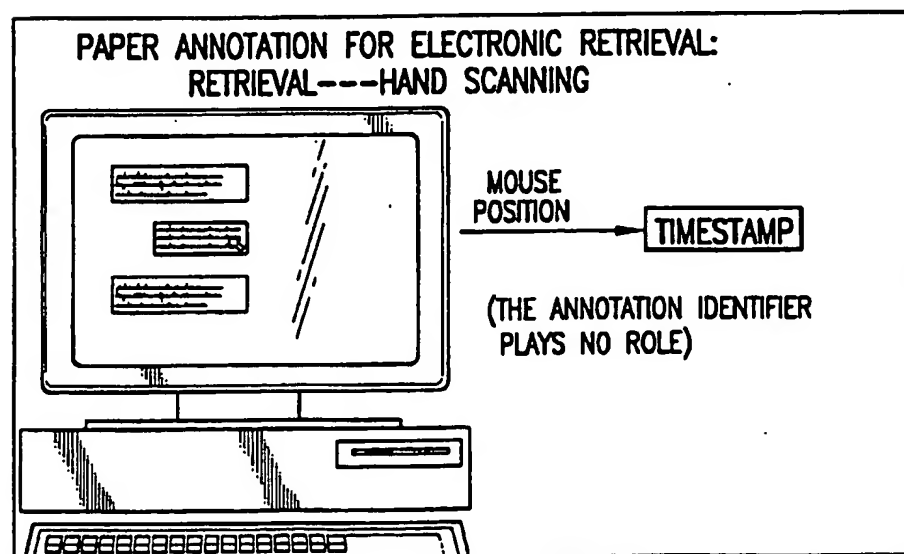 PAPER ANNOTATION FOR ELECTRONIC RETRIEVAL:
RETRIEVAL---HAND SCANNING
MOUSE
POSITION
TIMESTAMP
(THE ANNOTATION IDENTIFIER
PLAYS NO ROLE)